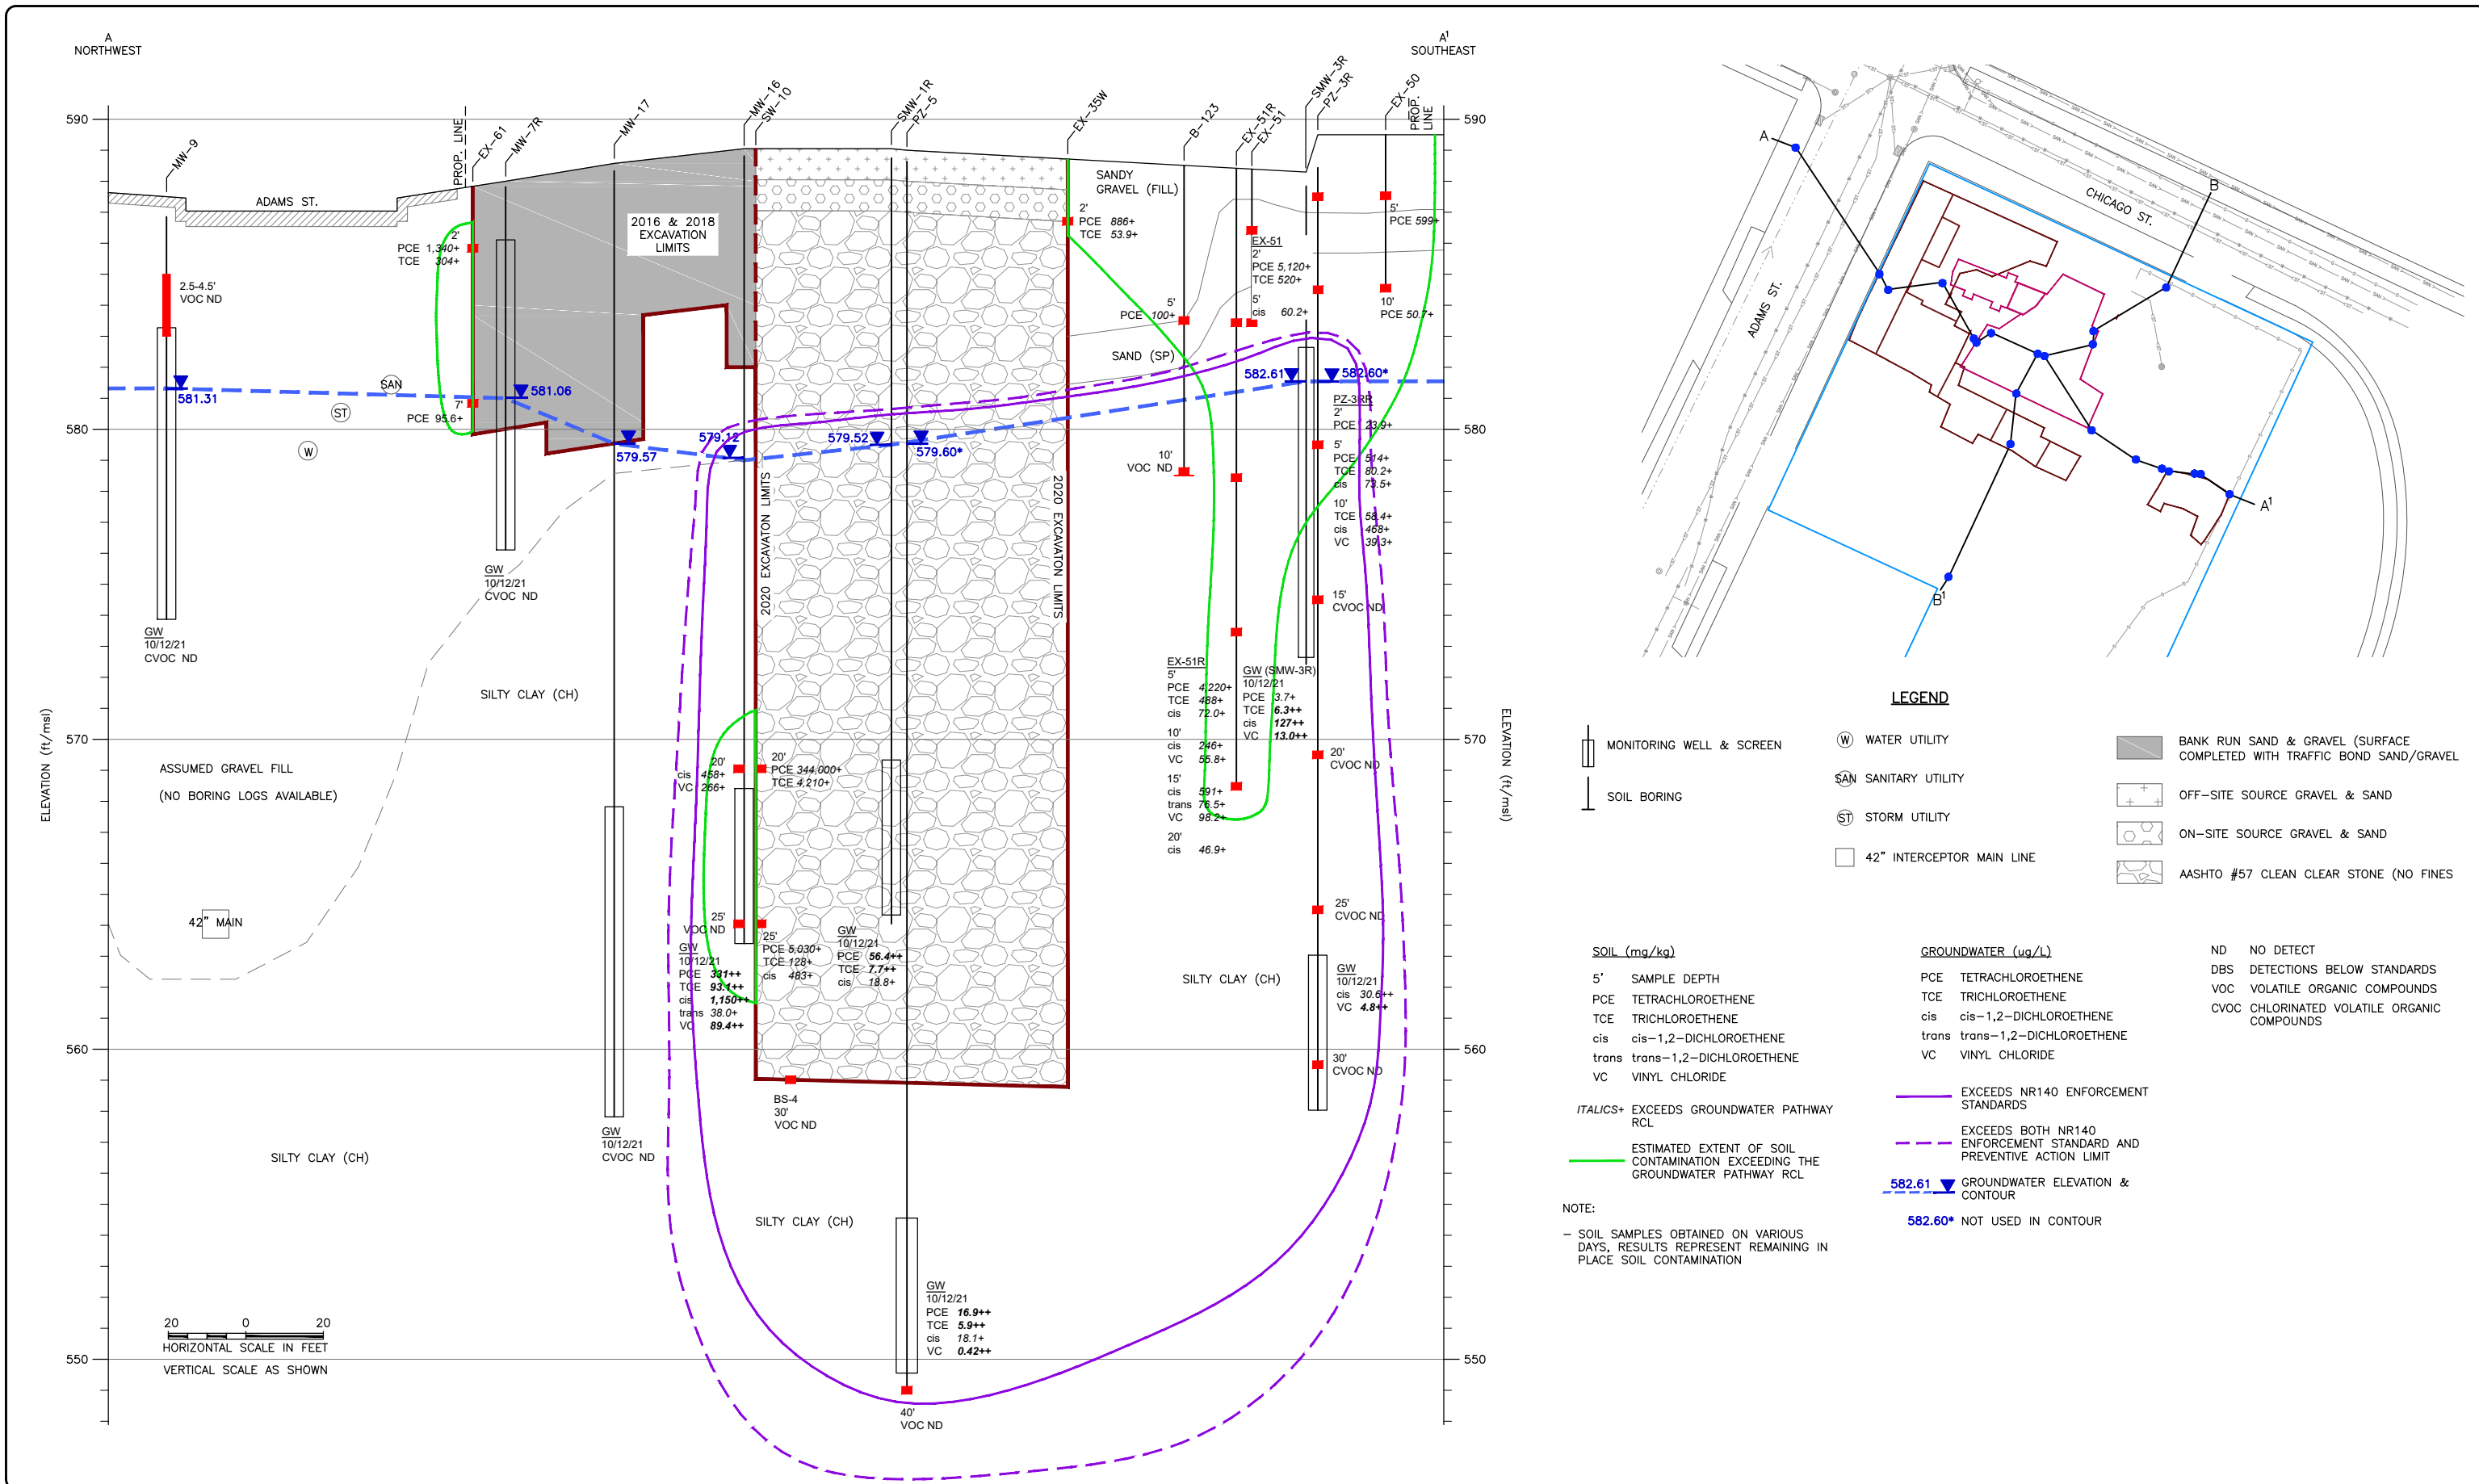 A
NORTHWEST
A1
SOUTHEAST
590
590
580
580
570
570
560
560
550
550
ELEVATION (ft/msl)
ELEVATION (ft/msl)
MW-9
PROP. LINE
EX-61
MW-7R
MW-17
MW-16
SW-10
SMW-1R
PZ-5
EX-35W
B-123
EX-51R
EX-51
SMW-3R
PZ-3R
EX-50
PROP.
LINE
ADAMS ST.
2.5-4.5'
VOC ND
581.31
GW
10/12/21
CVOC ND
SAN
ST
W
2'
PCE 1,340+
TCE 304+
7'
PCE 95.6+
581.06
GW
10/12/21
CVOC ND
2016 & 2018
EXCAVATION
LIMITS
579.57
579.12
579.52
579.60*
2020 EXCAVATON LIMITS
2020 EXCAVATON LIMITS
SANDY
GRAVEL (FILL)
2'
PCE 886+
TCE 53.9+
5'
PCE 100+
SAND (SP)
10'
VOC ND
EX-51
2'
PCE 5,120+
TCE 520+
5'
cis 60.2+
5'
PCE 599+
10'
PCE 50.7+
582.61
582.60*
PZ-3RR
2'
PCE 23.9+
5'
PCE 514+
TCE 80.2+
cis 73.5+
10'
TCE 58.4+
cis 468+
VC 39.3+
15'
CVOC ND
20'
CVOC ND
25'
CVOC ND
GW
10/12/21
cis 30.6++
VC 4.8++
30'
CVOC ND
EX-51R
5'
PCE 4,220+
TCE 488+
cis 72.0+
10'
cis 246+
VC 55.8+
15'
cis 591+
trans 76.5+
VC 98.2+
20'
cis 46.9+
GW (SMW-3R)
10/12/21
PCE 3.7+
TCE 6.3++
cis 127++
VC 13.0++
SILTY CLAY (CH)
ASSUMED GRAVEL FILL
(NO BORING LOGS AVAILABLE)
42" MAIN
20'
cis 458+
VC 266+
20'
PCE 344,000+
TCE 4,210+
25'
VOC ND
GW
10/12/21
PCE 331++
TCE 93.1++
cis 1,150++
trans 38.0+
VC 89.4++
25'
PCE 5,030+
TCE 128+
cis 483+
GW
10/12/21
PCE 56.4++
TCE 7.7++
cis 18.8+
SILTY CLAY (CH)
BS-4
30'
VOC ND
GW
10/12/21
CVOC ND
SILTY CLAY (CH)
SILTY CLAY (CH)
GW
10/12/21
PCE 16.9++
TCE 5.9++
cis 18.1+
VC 0.42++
40'
VOC ND
20 0 20
HORIZONTAL SCALE IN FEET
VERTICAL SCALE AS SHOWN
A
B
CHICAGO ST.
ADAMS ST.
A1
B1
LEGEND
MONITORING WELL & SCREEN
SOIL BORING
W WATER UTILITY
SAN SANITARY UTILITY
ST STORM UTILITY
42" INTERCEPTOR MAIN LINE
BANK RUN SAND & GRAVEL (SURFACE
COMPLETED WITH TRAFFIC BOND SAND/GRAVEL
OFF-SITE SOURCE GRAVEL & SAND
ON-SITE SOURCE GRAVEL & SAND
AASHTO #57 CLEAN CLEAR STONE (NO FINES
SOIL (mg/kg)
5' SAMPLE DEPTH
PCE TETRACHLOROETHENE
TCE TRICHLOROETHENE
cis cis-1,2-DICHLOROETHENE
trans trans-1,2-DICHLOROETHENE
VC VINYL CHLORIDE
ITALICS+ EXCEEDS GROUNDWATER PATHWAY
RCL
ESTIMATED EXTENT OF SOIL
CONTAMINATION EXCEEDING THE
GROUNDWATER PATHWAY RCL
NOTE:
- SOIL SAMPLES OBTAINED ON VARIOUS
DAYS, RESULTS REPRESENT REMAINING IN
PLACE SOIL CONTAMINATION
GROUNDWATER (ug/L)
PCE TETRACHLOROETHENE
TCE TRICHLOROETHENE
cis cis-1,2-DICHLOROETHENE
trans trans-1,2-DICHLOROETHENE
VC VINYL CHLORIDE
EXCEEDS NR140 ENFORCEMENT
STANDARDS
EXCEEDS BOTH NR140
ENFORCEMENT STANDARD AND
PREVENTIVE ACTION LIMIT
582.61 GROUNDWATER ELEVATION &
CONTOUR
582.60* NOT USED IN CONTOUR
ND NO DETECT
DBS DETECTIONS BELOW STANDARDS
VOC VOLATILE ORGANIC COMPOUNDS
CVOC CHLORINATED VOLATILE ORGANIC
COMPOUNDS